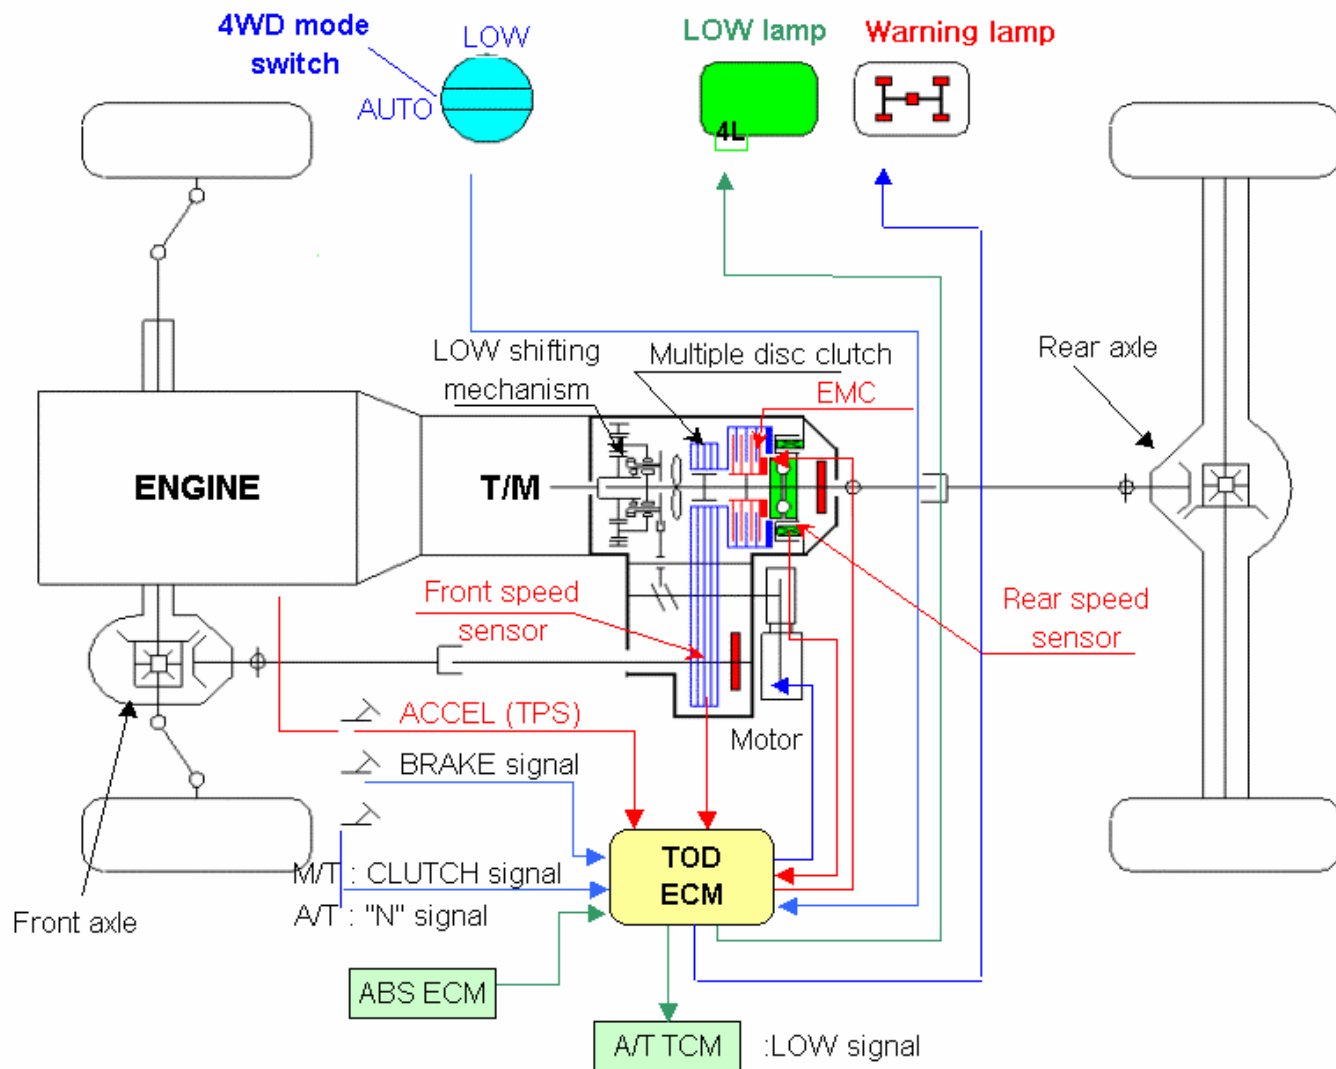 4WD mode
switch
LOW
AUTO
LOW lamp
Warning lamp
4L
LOW shifting
mechanism
Multiple disc clutch
EMC
Rear axle
ENGINE
T/M
Front speed
sensor
Rear speed
sensor
ACCEL (TPS)
Motor
BRAKE signal
TOD
ECM
M/T : CLUTCH signal
A/T : "N" signal
Front axle
ABS ECM
A/T TCM
:LOW signal